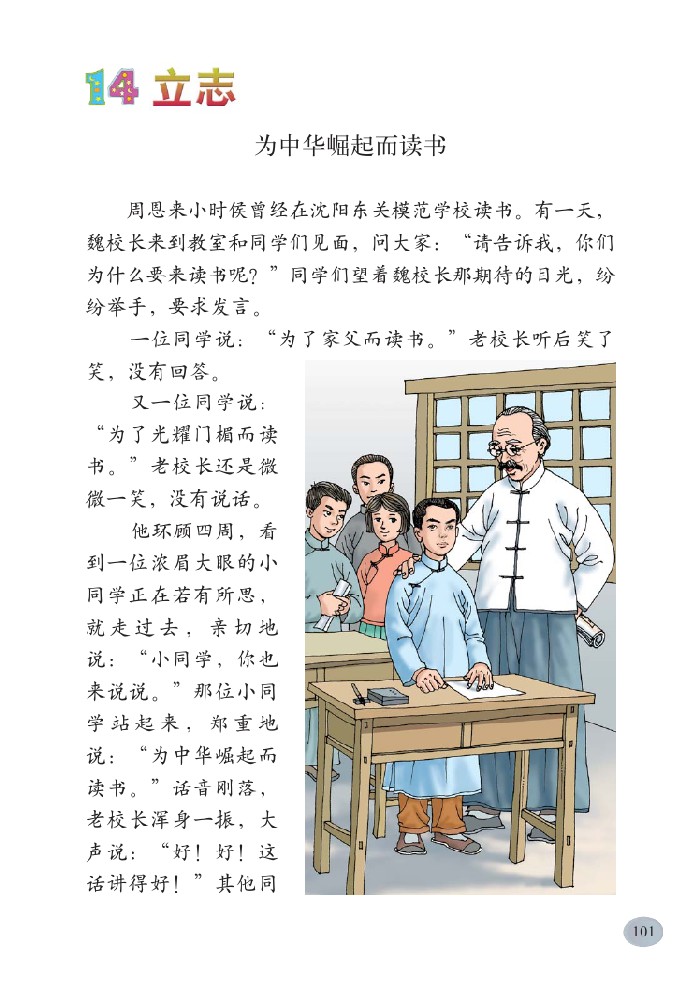 14 立志
为中华崛起而读书
周恩来小时侯曾经在沈阳东关模范学校读书。有一天，
魏校长来到教室和同学们见面，问大家：“请告诉我，你们
为什么要来读书呢？”同学们望着魏校长那期待的目光，纷
纷举手，要求发言。
一位同学说：“为了家父而读书。”老校长听后笑了
笑，没有回答。
又一位同学说：
“为了光耀门楣而读
书。”老校长还是微
微一笑，没有说话。
他环顾四周，看
到一位浓眉大眼的小
同学正在若有所思，
就走过去，亲切地
说：“小同学，你也
来说说。”那位小同
学站起来，郑重地
说：“为中华崛起而
读书。”话音刚落，
老校长浑身一振，大
声说：“好！好！这
话讲得好！”其他同
101